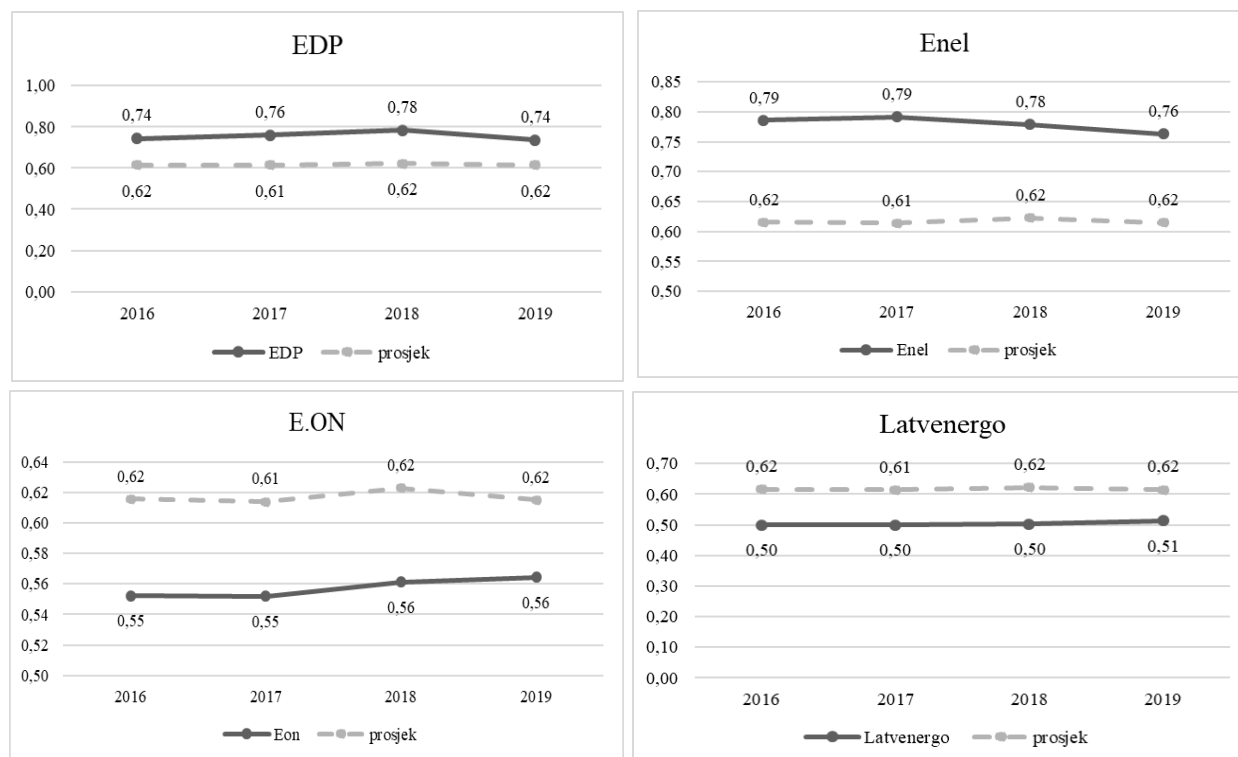 EDP
1,00
0,80
0,60
0,40
0,20
0,00
0,74 0,76 0,78 0,74
0,62 0,61 0,62 0,62
2016 2017 2018 2019
EDP prosjek
Enel
0,85
0,80
0,75
0,70
0,65
0,60
0,55
0,50
0,79 0,79 0,78 0,76
0,62 0,61 0,62 0,62
2016 2017 2018 2019
Enel prosjek
E.ON
0,64
0,62
0,60
0,58
0,56
0,54
0,52
0,50
0,62 0,61 0,62 0,62
0,55 0,55 0,56 0,56
2016 2017 2018 2019
Eon prosjek
Latvenergo
0,70
0,60
0,50
0,40
0,30
0,20
0,10
0,00
0,62 0,61 0,62 0,62
0,50 0,50 0,50 0,51
2016 2017 2018 2019
Latvenergo prosjek